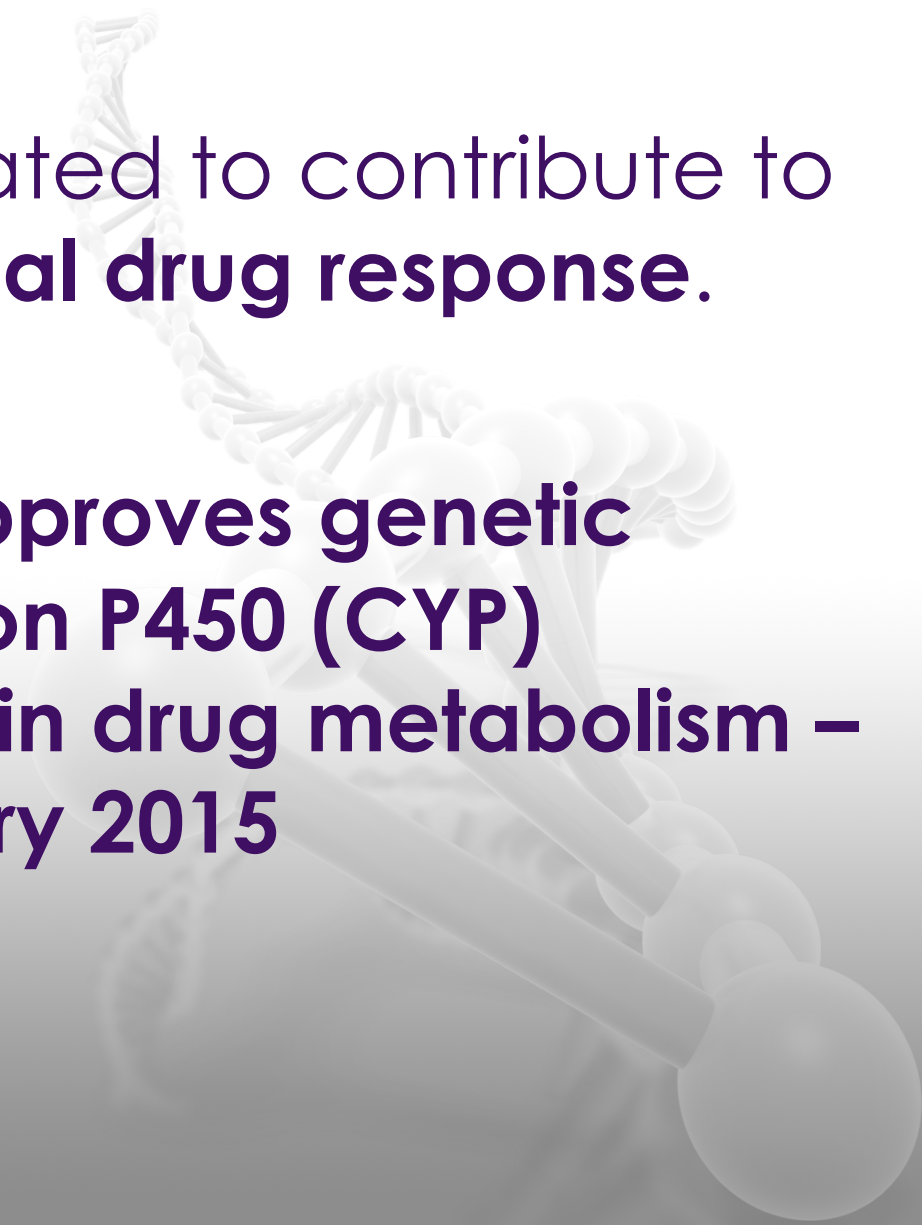 ated to contribute to
al drug response.
pproves genetic
on P450 (CYP)
in drug metabolism –
ry 2015